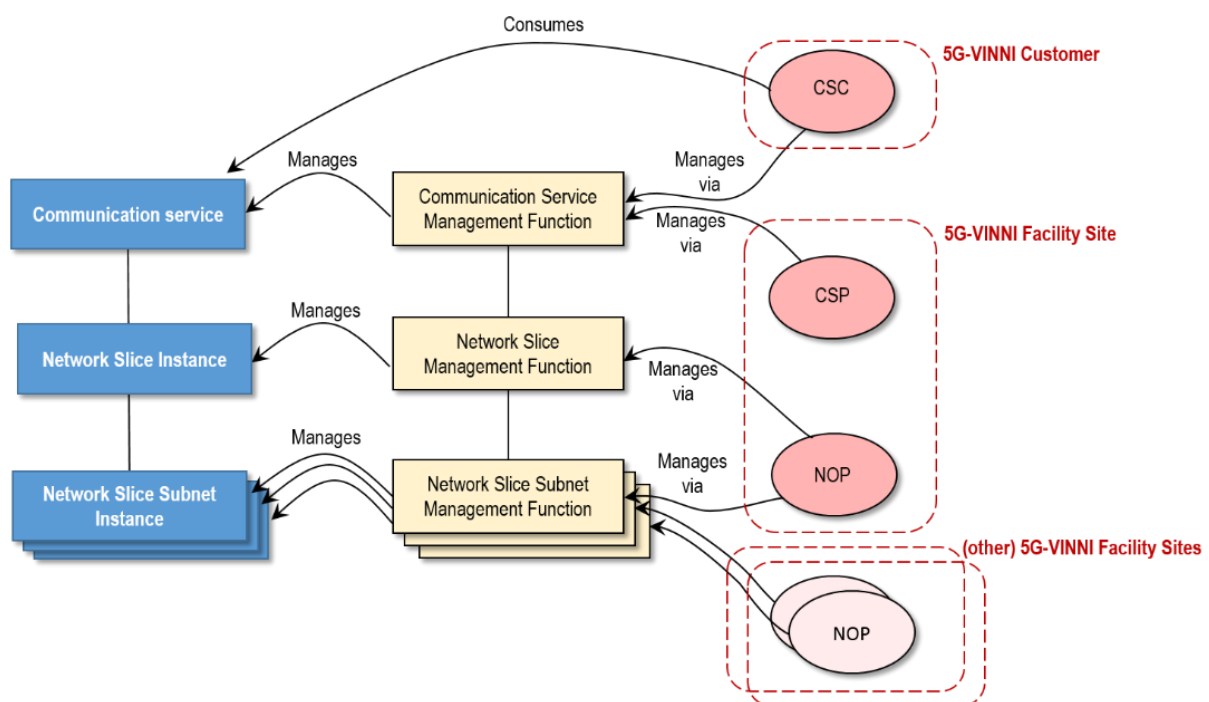 Consumes
5G-VINNI Customer
CSC
Manages
Manages
via
Communication service
Communication Service
Management Function
Manages
via
5G-VINNI Facility Site
CSP
Manages
Network Slice Instance
Network Slice
Management Function
Manages
via
Manages
Network Slice Subnet
Instance
Network Slice Subnet
Management Function
Manages
via
NOP
(other) 5G-VINNI Facility Sites
NOP